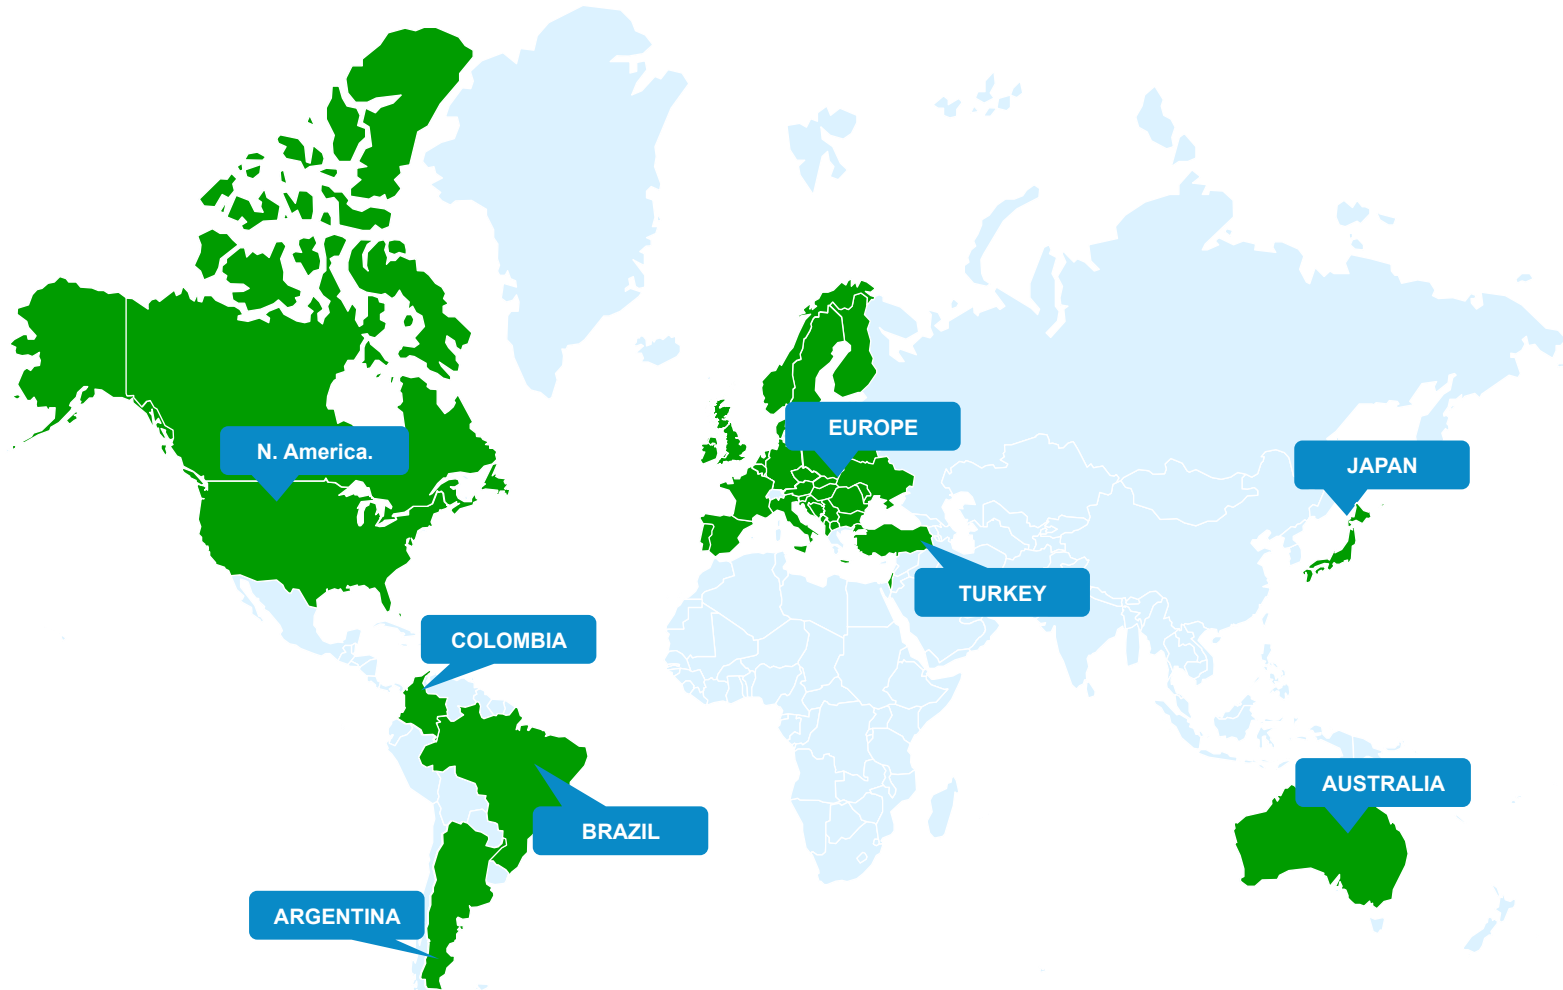 EUROPE
N. America.
JAPAN
TURKEY
COLOMBIA
AUSTRALIA
BRAZIL
ARGENTINA